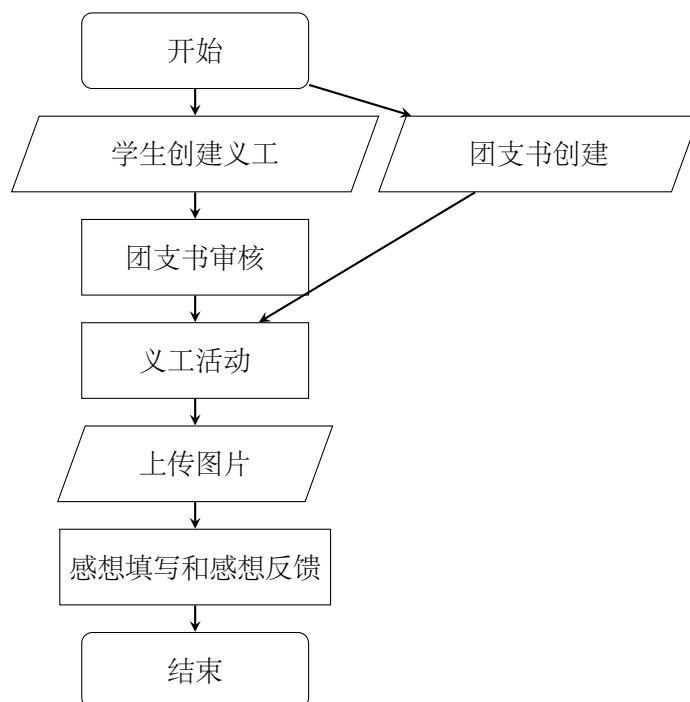 开始
学生创建义工
团支书创建
团支书审核
义工活动
上传图片
感想填写和感想反馈
结束